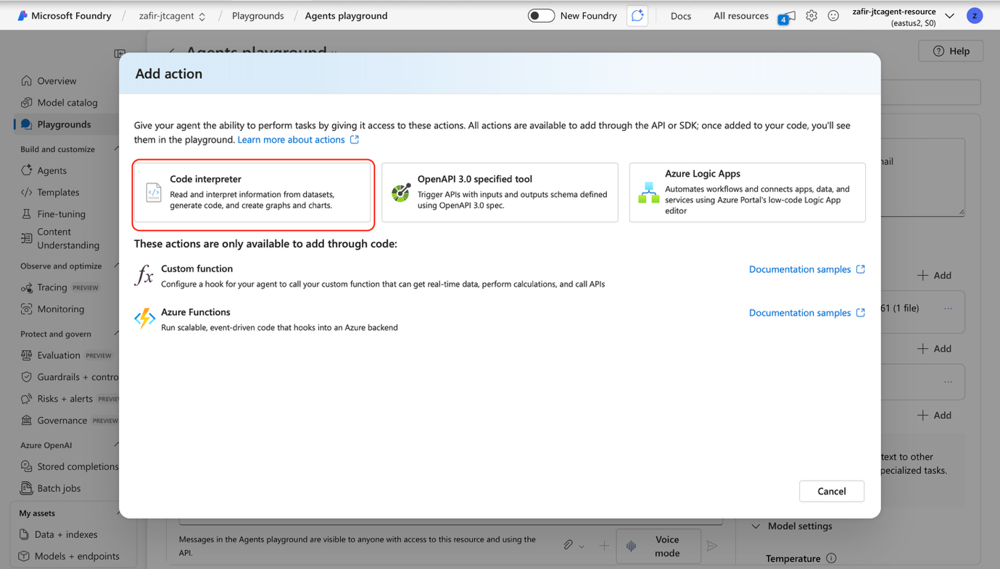 Microsoft Foundry / zafir-jtcagent / Playgrounds / Agents playground
New Foundry
Docs
All resources
4
zafir-jtcagent-resource
(eastus2, S0)
Z
Agents playground
Help
Overview
Model catalog
Playgrounds
Build and customize
Agents
Templates
Fine-tuning
Content
Understanding
Observe and optimize
Tracing PREVIEW
Monitoring
Protect and govern
Evaluation PREVIEW
Guardrails + contro
Risks + alerts PREVIE
Governance PREVIEW
Azure OpenAI
Stored completions
Batch jobs
My assets
Data + indexes
Models + endpoints
Add action
Give your agent the ability to perform tasks by giving it access to these actions. All actions are available to add through the API or SDK; once added to your code, you'll see
them in the playground. Learn more about actions
Code interpreter
Read and interpret information from datasets,
generate code, and create graphs and charts.
OpenAPI 3.0 specified tool
Trigger APIs with inputs and outputs schema defined
using OpenAPI 3.0 spec.
Azure Logic Apps
Automates workflows and connects apps, data, and
services using Azure Portal's low-code Logic App
editor
These actions are only available to add through code:
fx
Custom function
Configure a hook for your agent to call your custom function that can get real-time data, perform calculations, and call APIs
Documentation samples
Azure Functions
Run scalable, event-driven code that hooks into an Azure backend
Documentation samples
Cancel
+ Add
61 (1 file)
...
+ Add
...
+ Add
text to other
pecialized tasks.
Model settings
Temperature
Messages in the Agents playground are visible to anyone with access to this resource and using the
API.
Voice
mode